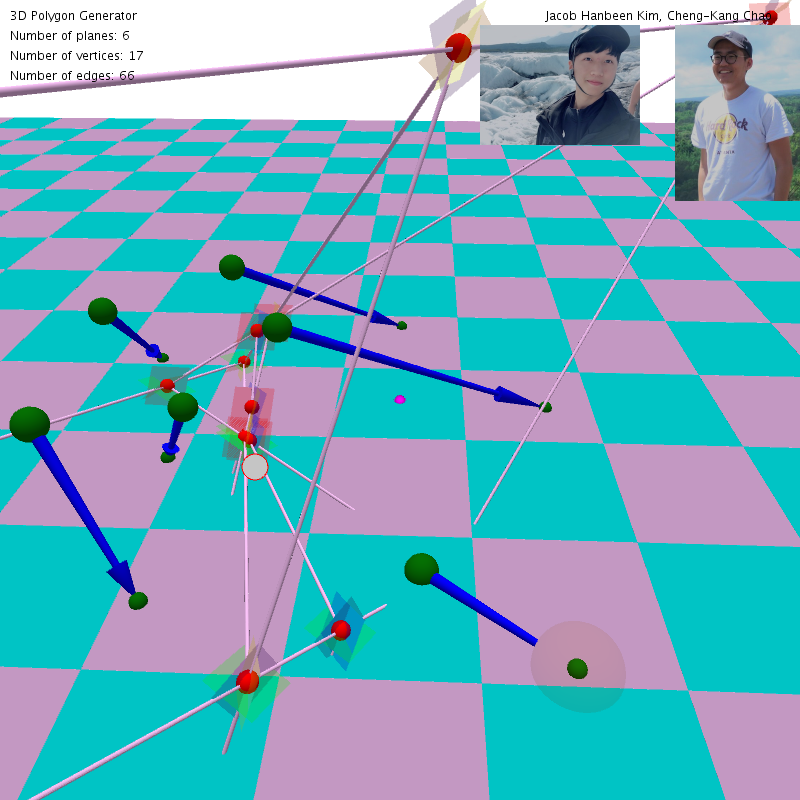 3D Polygon Generator
Jacob Hanbeen Kim, Cheng-Kang Chao
Number of planes: 6
Number of vertices: 17
Number of edges: 66